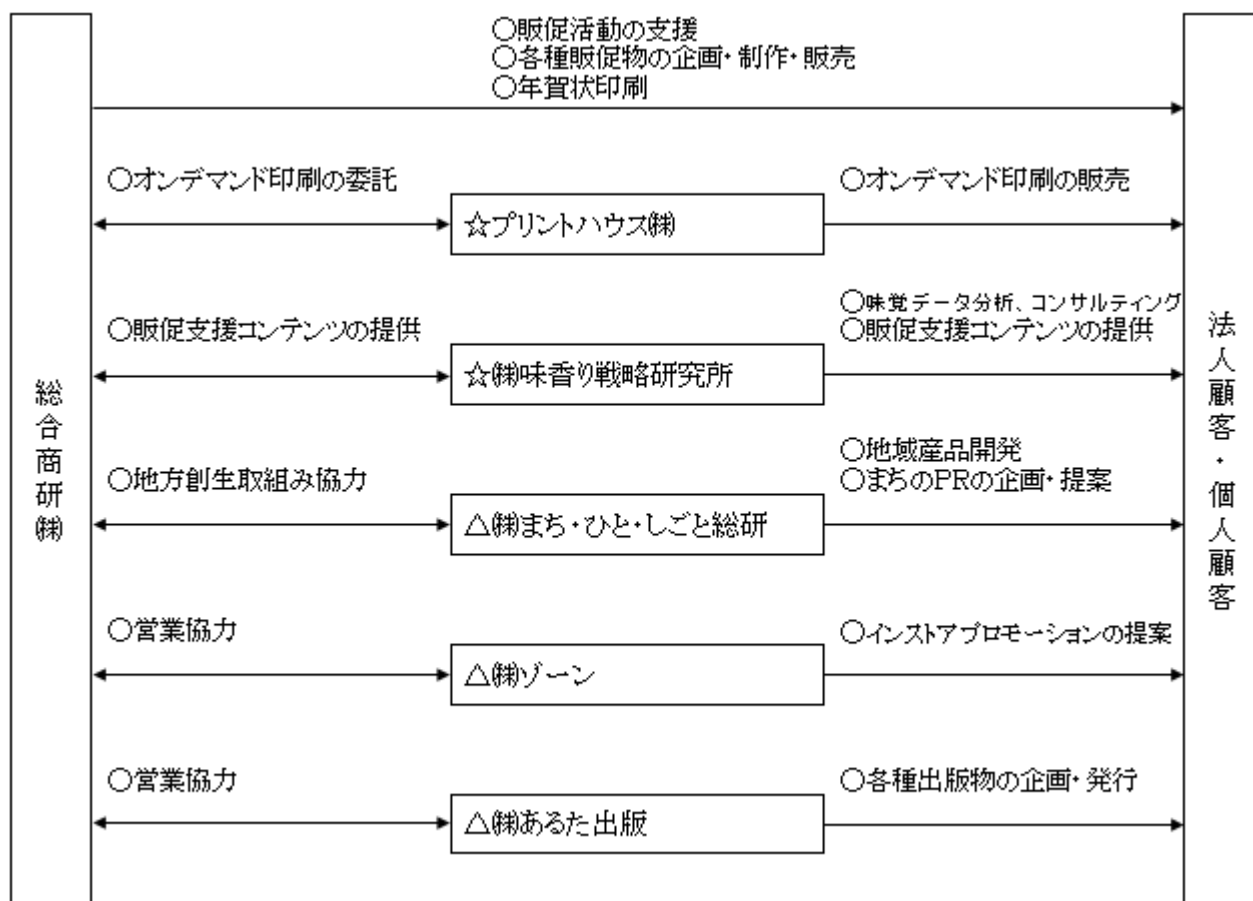 ○販促活動の支援
○各種販促物の企画・制作・販売
○年賀状印刷
○オンデマンド印刷の委託
○オンデマンド印刷の販売
☆プリントハウス㈱
○味覚データ分析、コンサルティング
○販促支援コンテンツの提供
○販促支援コンテンツの提供
☆㈱味香り戦略研究所
総合商研㈱
法人顧客・個人顧客
○地域産品開発
○地方創生取組み協力
○まちのPRの企画・提案
△㈱まち・ひと・しごと総研
○営業協力
○インストアプロモーションの提案
△㈱ゾーン
○営業協力
○各種出版物の企画・発行
△㈱あるた出版